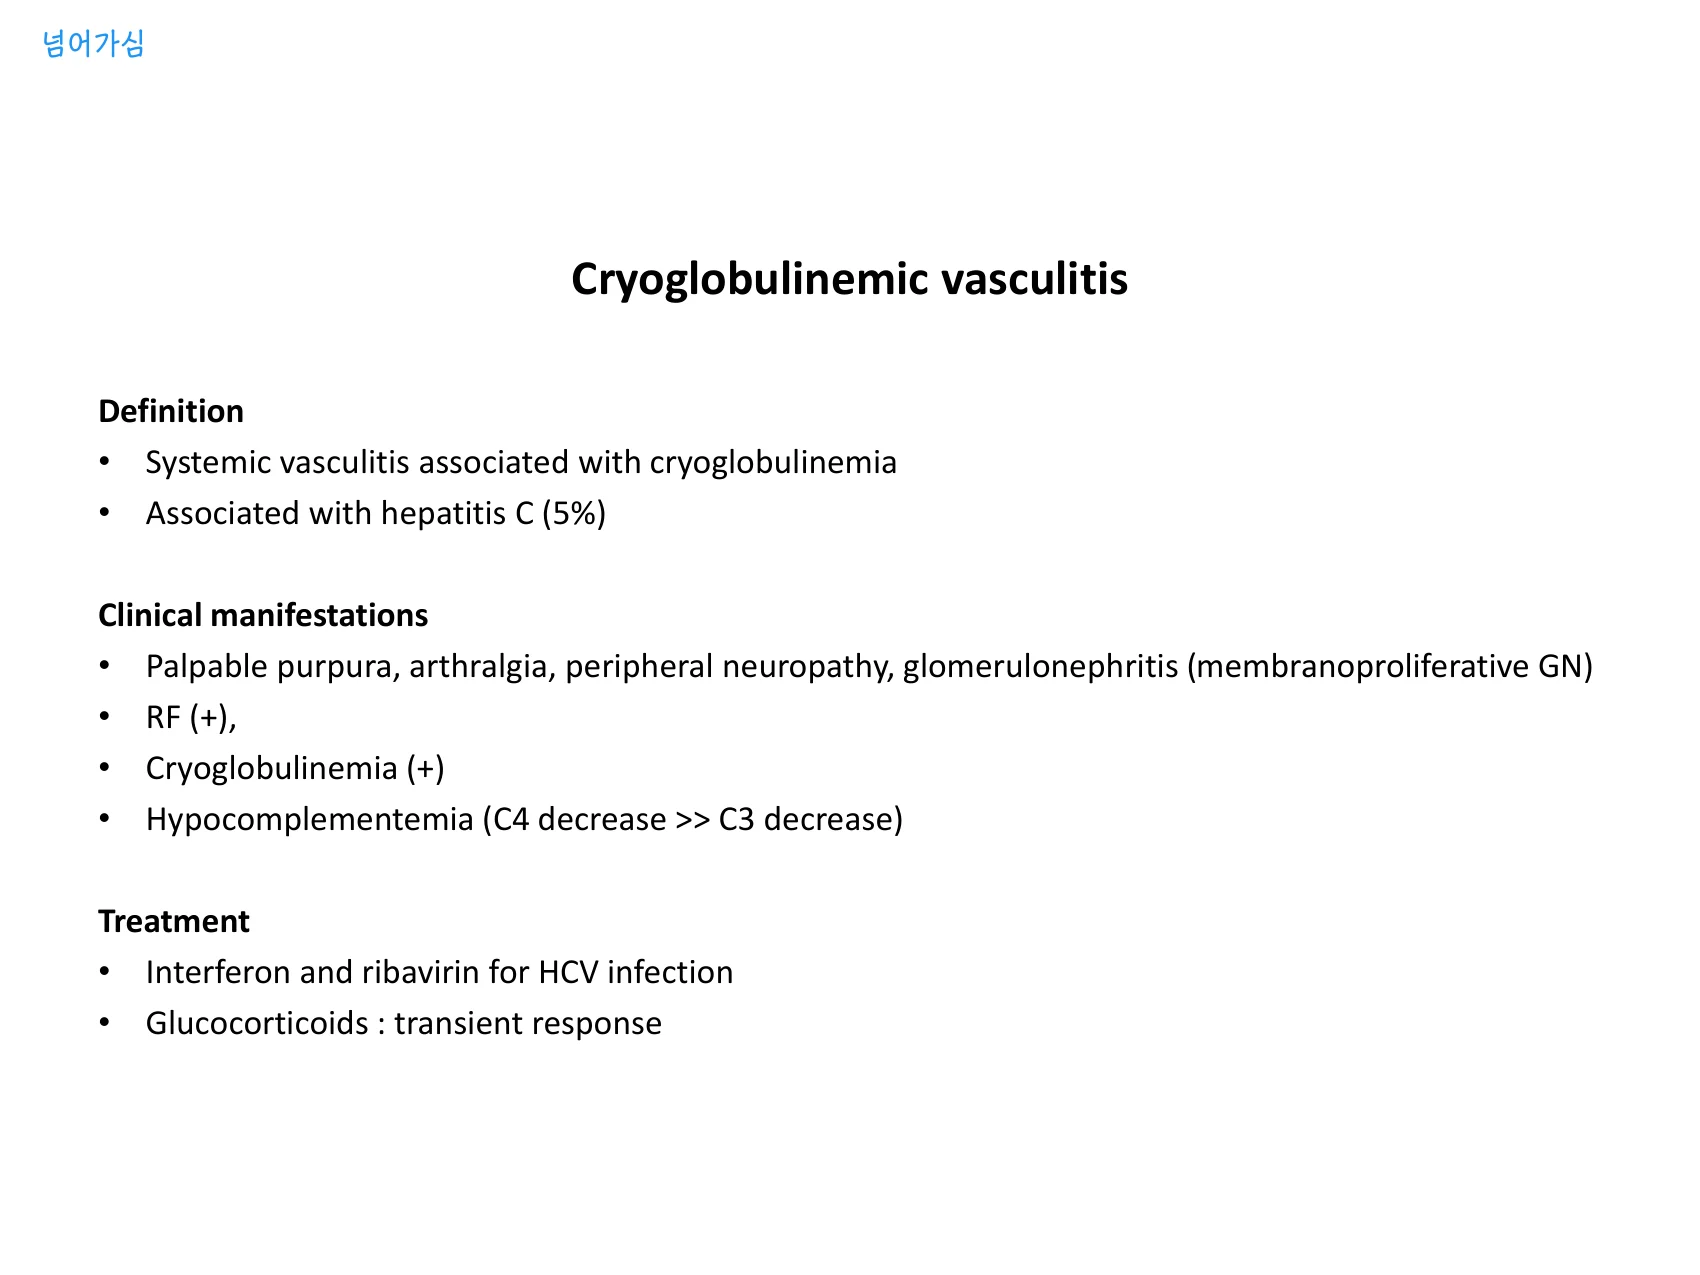 넘어가심
Cryoglobulinemic vasculitis
Definition
• Systemic vasculitis associated with cryoglobulinemia
• Associated with hepatitis C (5%)
Clinical manifestations
• Palpable purpura, arthralgia, peripheral neuropathy, glomerulonephritis (membranoproliferative GN)
• RF (+),
• Cryoglobulinemia (+)
• Hypocomplementemia (C4 decrease >> C3 decrease)
Treatment
• Interferon and ribavirin for HCV infection
• Glucocorticoids : transient response